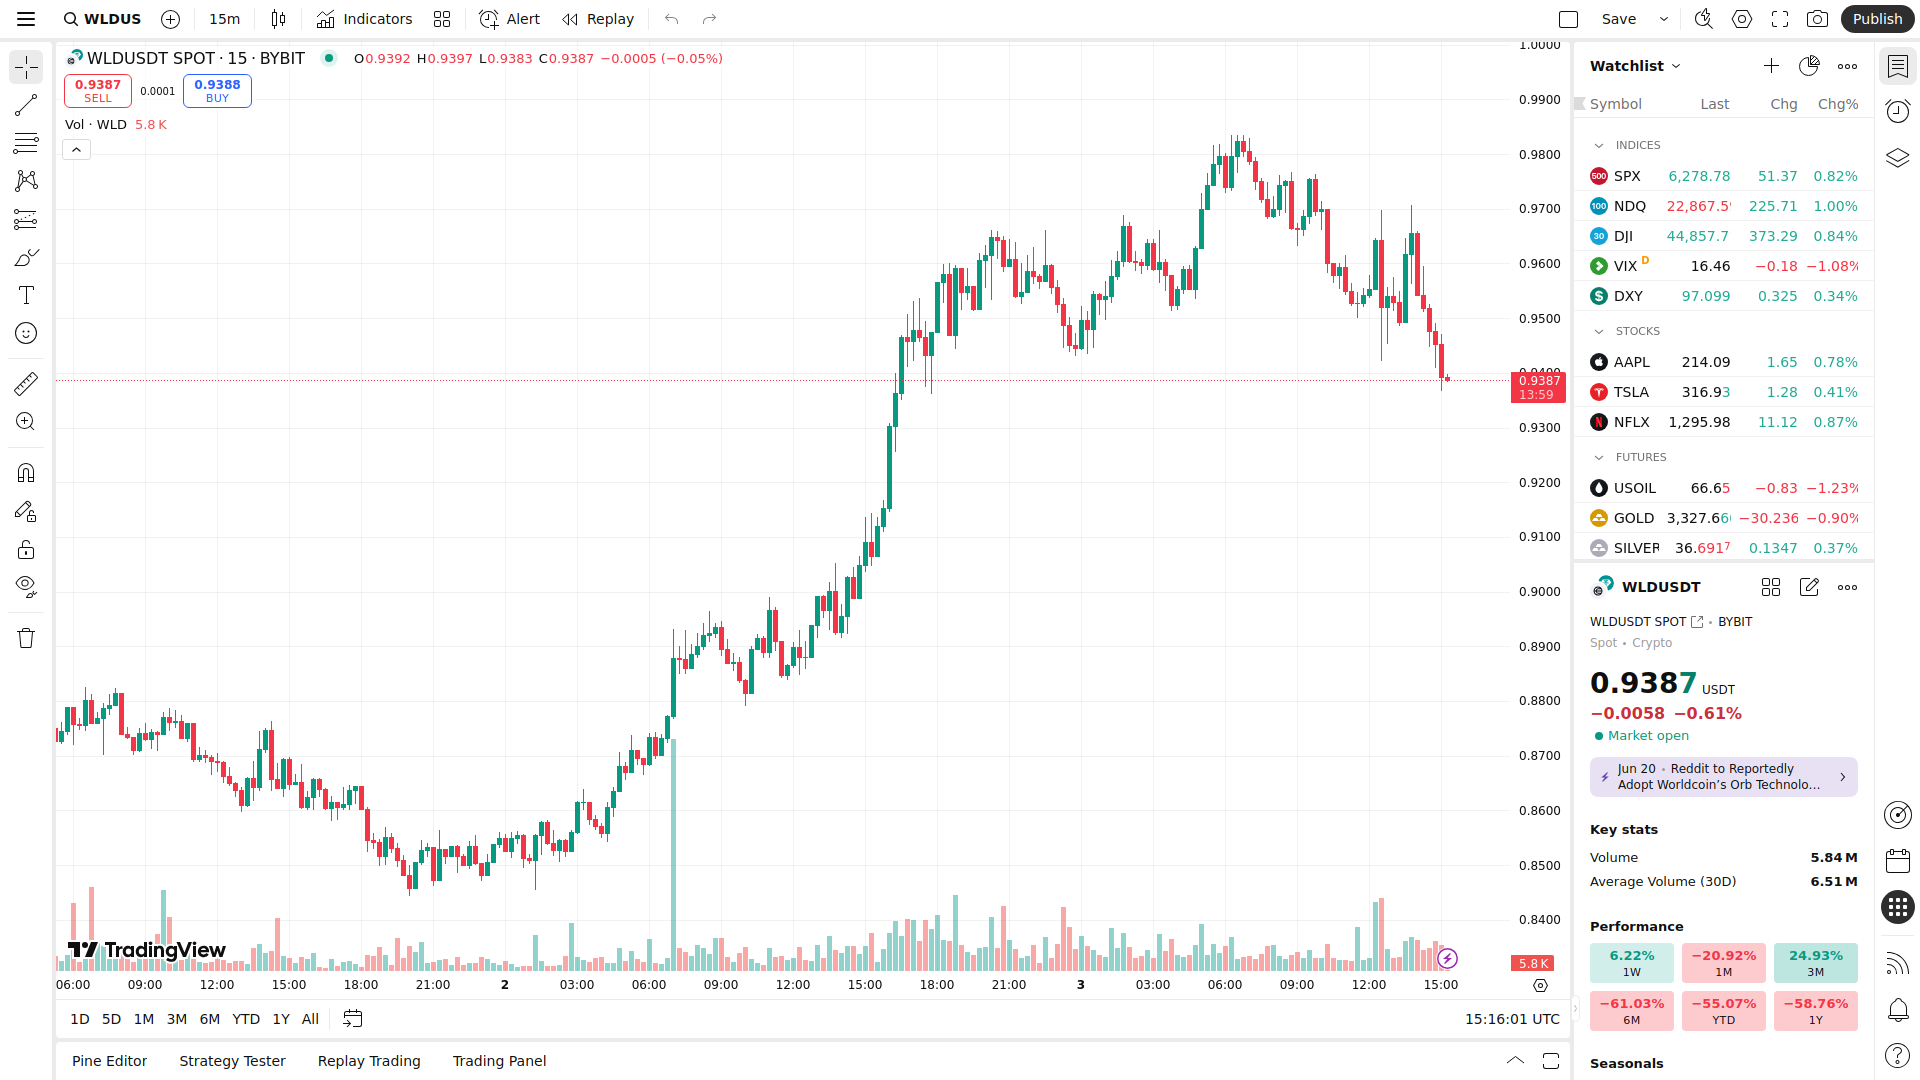 WLDUS
15m
Indicators
Alert
Replay
Save
Publish
WLDUSDT SPOT · 15 · BYBIT
O0.9392 H0.9397 L0.9383 C0.9387 −0.0005 (−0.05%)
0.9387
SELL
0.0001
0.9388
BUY
Vol · WLD 5.8 K
1.0000
0.9900
0.9800
0.9700
0.9600
0.9500
0.9387
13:59
0.9300
0.9200
0.9100
0.9000
0.8900
0.8800
0.8700
0.8600
0.8500
0.8400
5.8 K
TradingView
06:00 09:00 12:00 15:00 18:00 21:00 2 03:00 06:00 09:00 12:00 15:00 18:00 21:00 3 03:00 06:00 09:00 12:00 15:00
1D 5D 1M 3M 6M YTD 1Y All
15:16:01 UTC
Pine Editor Strategy Tester Replay Trading Trading Panel
Watchlist
Symbol Last Chg Chg%
INDICES
500 SPX 6,278.78 51.37 0.82%
100 NDQ 22,867.5 225.71 1.00%
30 DJI 44,857.7 373.29 0.84%
VIX D 16.46 −0.18 −1.08%
DXY 97.099 0.325 0.34%
STOCKS
AAPL 214.09 1.65 0.78%
TSLA 316.93 1.28 0.41%
NFLX 1,295.98 11.12 0.87%
FUTURES
USOIL 66.65 −0.83 −1.23%
GOLD 3,327.66 −30.236 −0.90%
SILVER 36.6917 0.1347 0.37%
WLDUSDT
WLDUSDT SPOT • BYBIT
Spot • Crypto
0.9387 USDT
−0.0058 −0.61%
Market open
Jun 20 • Reddit to Reportedly
Adopt Worldcoin’s Orb Technolo…
Key stats
Volume 5.84 M
Average Volume (30D) 6.51 M
Performance
6.22% −20.92% 24.93%
1W 1M 3M
−61.03% −55.07% −58.76%
6M YTD 1Y
Seasonals